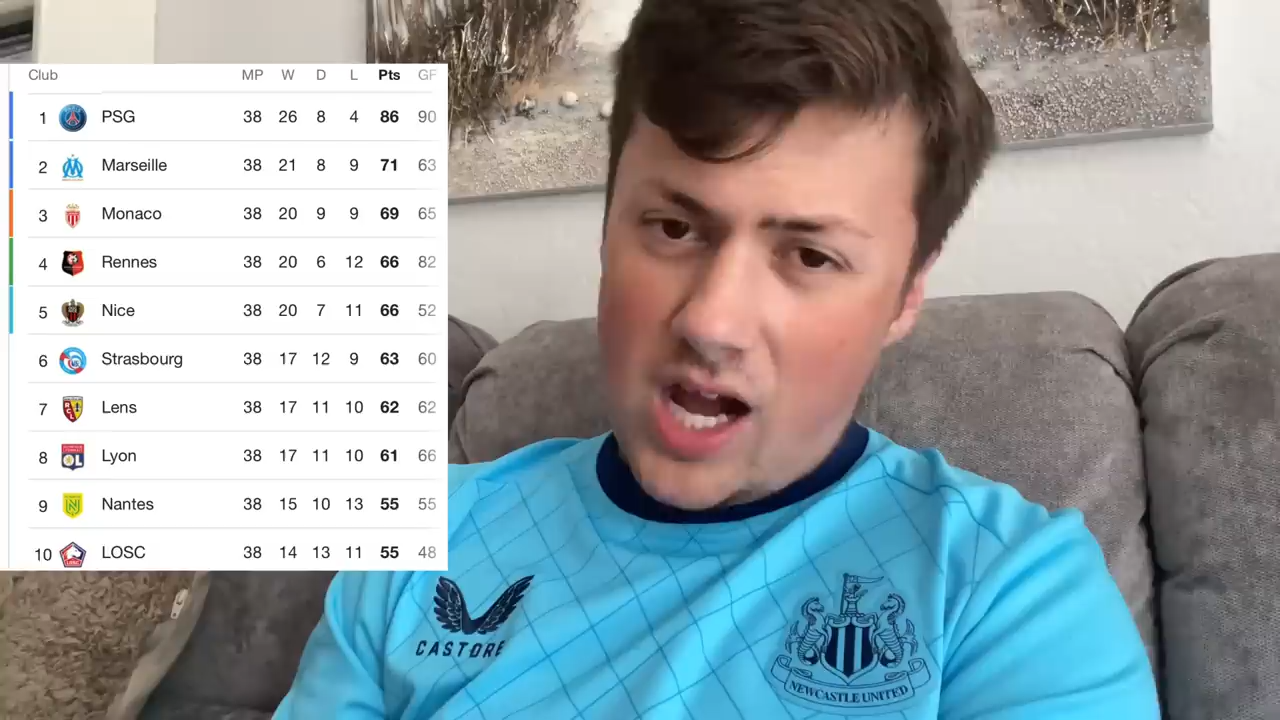 Club MP W D L Pts GF
1 PSG 38 26 8 4 86 90
2 Marseille 38 21 8 9 71 63
3 Monaco 38 20 9 9 69 65
4 Rennes 38 20 6 12 66 82
5 Nice 38 20 7 11 66 52
6 Strasbourg 38 17 12 9 63 60
7 Lens 38 17 11 10 62 62
8 Lyon 38 17 11 10 61 66
9 Nantes 38 15 10 13 55 55
10 LOSC 38 14 13 11 55 48
CASTORE
NEWCASTLE UNITED